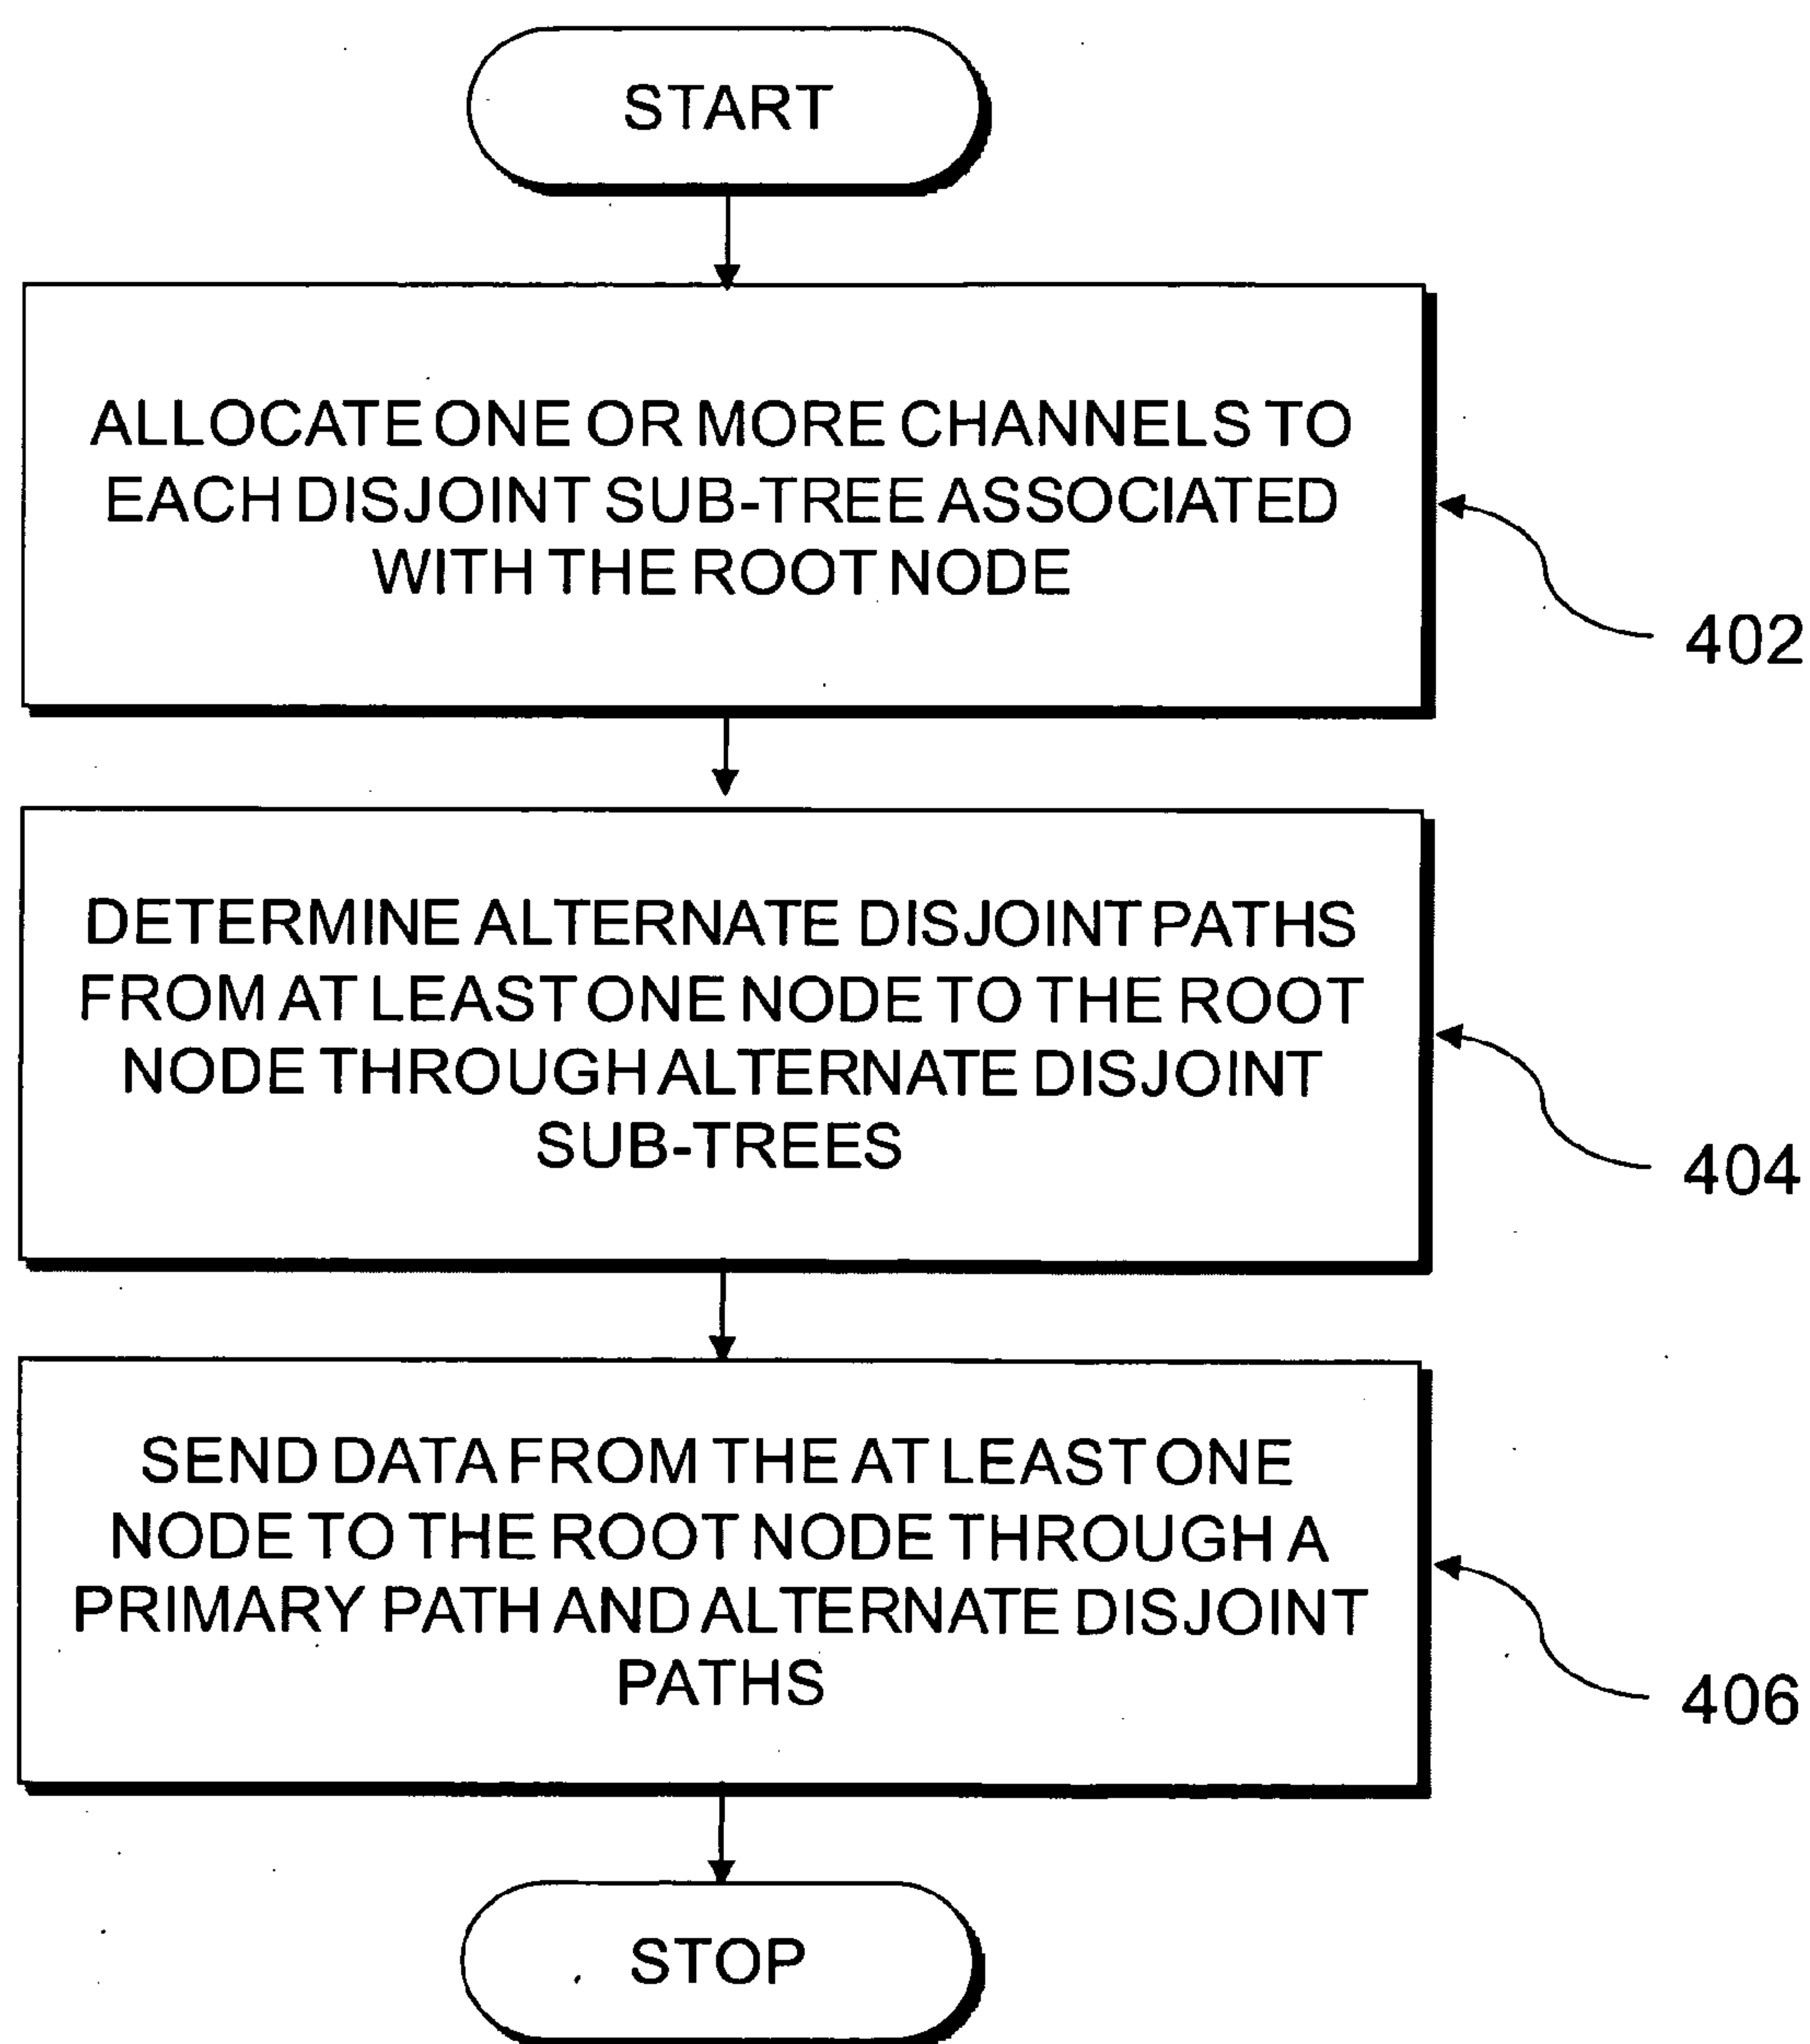 START
ALLOCATE ONE OR MORE CHANNELS TO
EACH DISJOINT SUB-TREE ASSOCIATED
WITH THE ROOT NODE
402
DETERMINE ALTERNATE DISJOINT PATHS
FROM AT LEAST ONE NODE TO THE ROOT
NODE THROUGH ALTERNATE DISJOINT
SUB-TREES
404
SEND DATA FROM THE AT LEAST ONE
NODE TO THE ROOT NODE THROUGH A
PRIMARY PATH AND ALTERNATE DISJOINT
PATHS
406
STOP